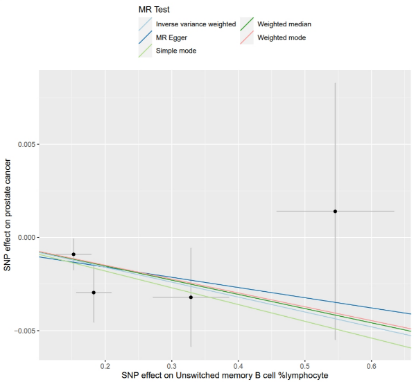 MR Test
Inverse variance weighted
Weighted median
MR Egger
Weighted mode
Simple mode
0.005
0.000
−0.005
SNP effect on prostate cancer
0.2
0.3
0.4
0.5
0.6
SNP effect on Unswitched memory B cell %lymphocyte